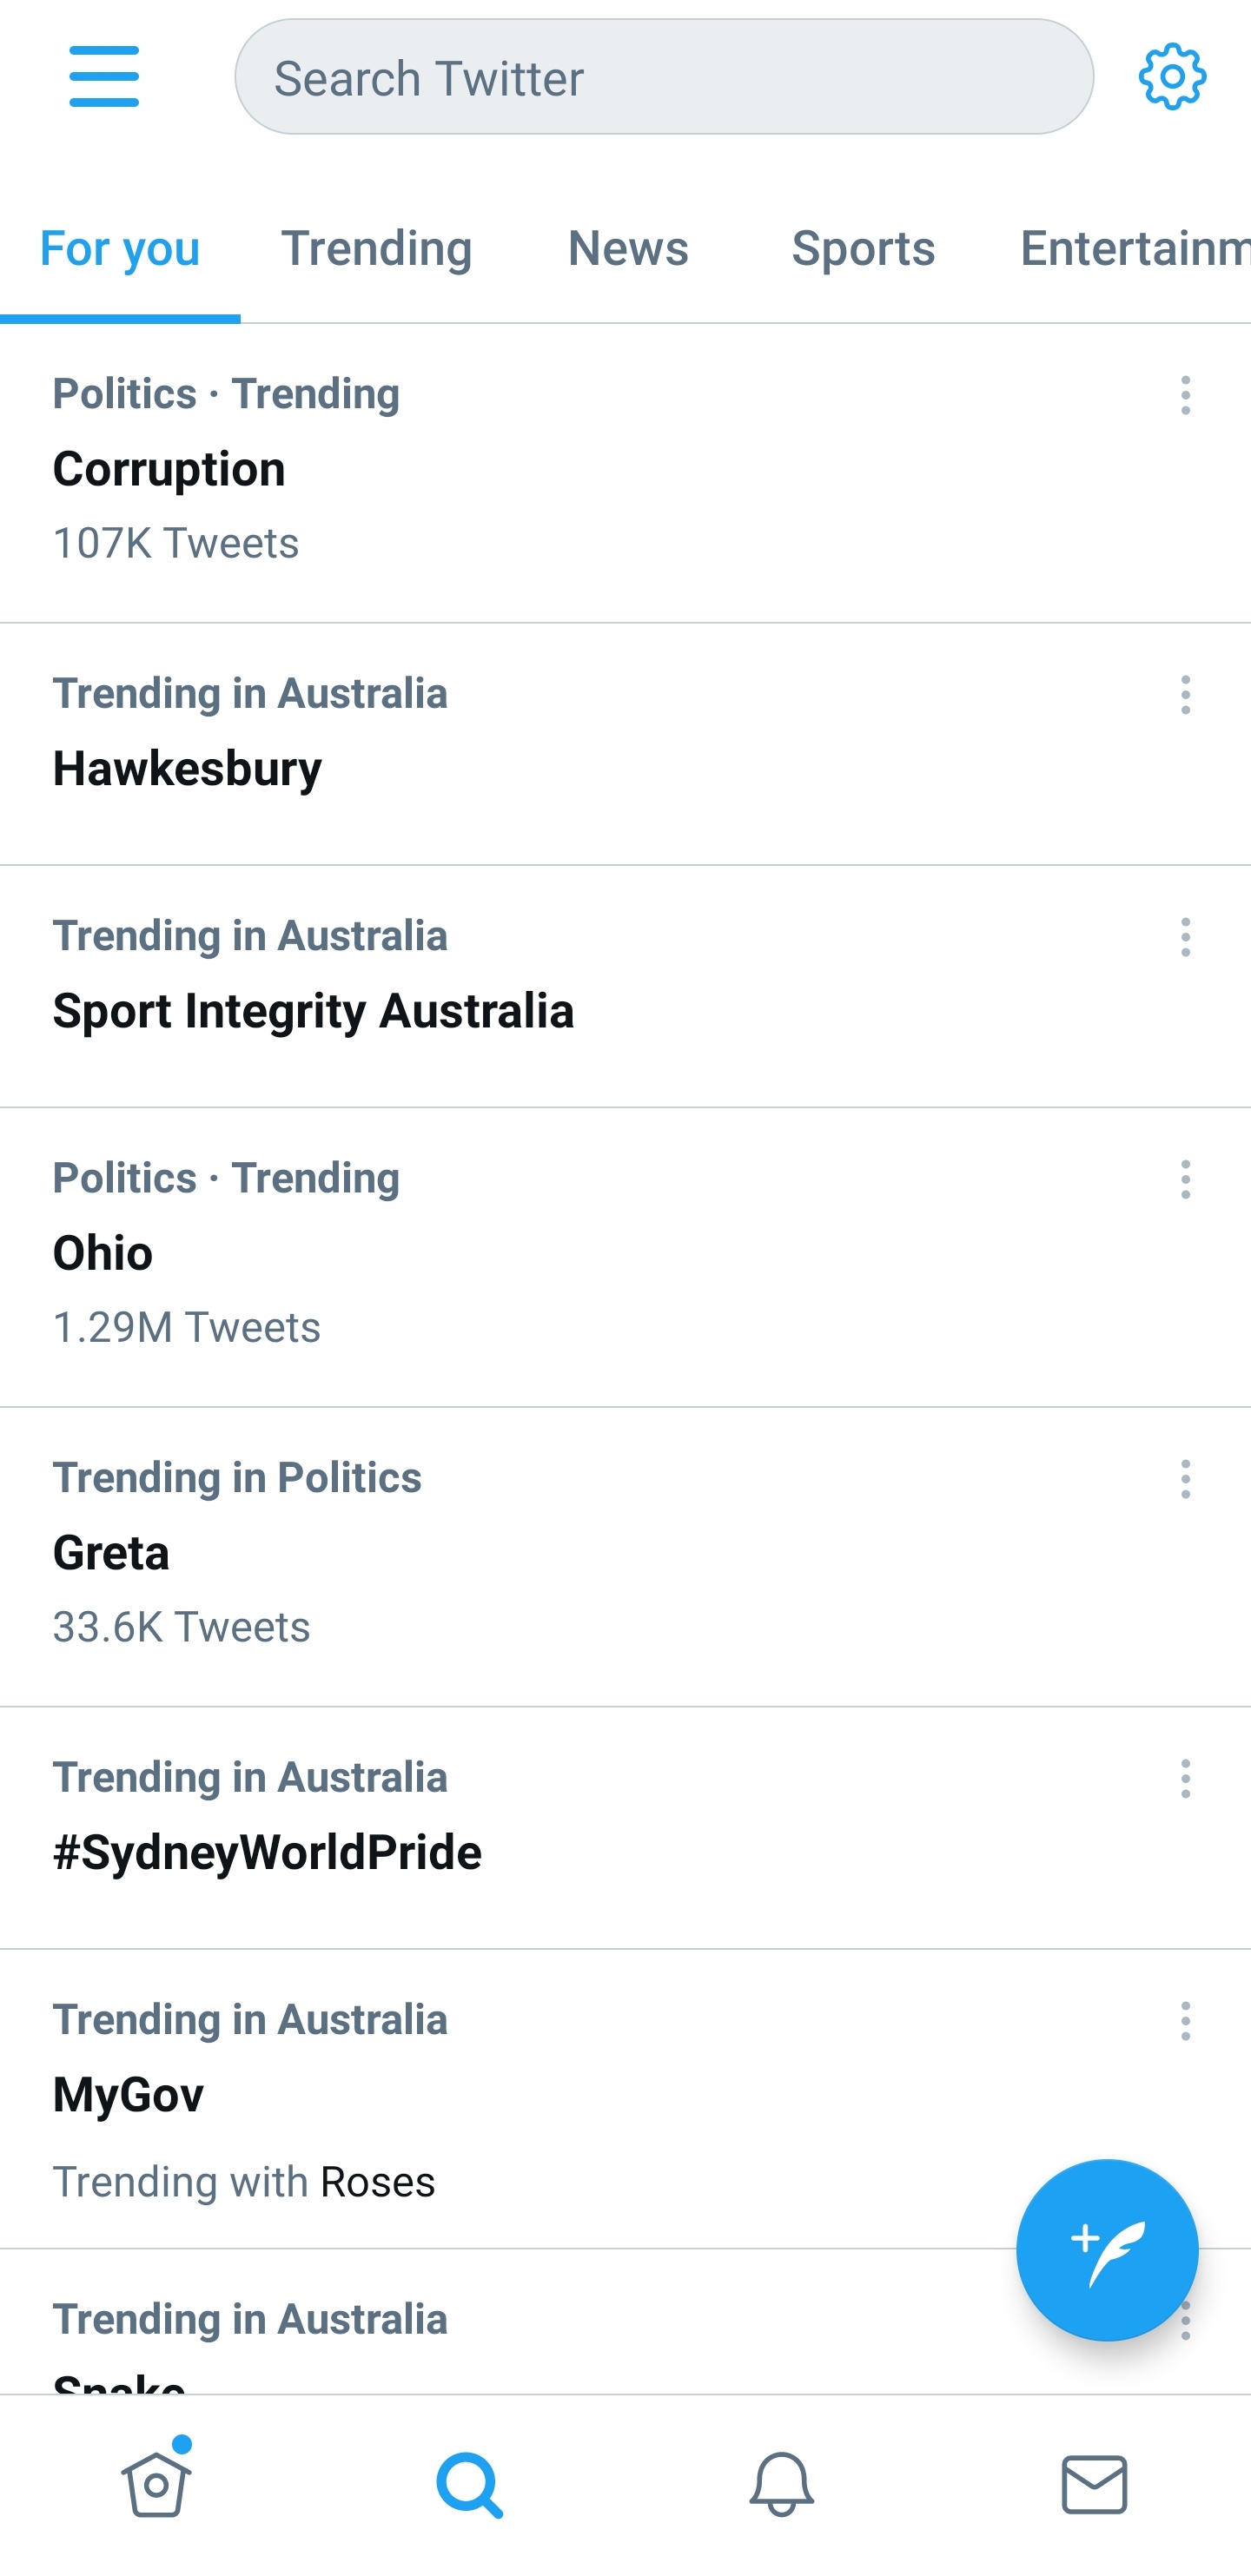 Search Twitter
For you Trending News Sports Entertainm
Politics · Trending
Corruption
107K Tweets
Trending in Australia
Hawkesbury
Trending in Australia
Sport Integrity Australia
Politics · Trending
Ohio
1.29M Tweets
Trending in Politics
Greta
33.6K Tweets
Trending in Australia
#SydneyWorldPride
Trending in Australia
MyGov
Trending with Roses
Trending in Australia